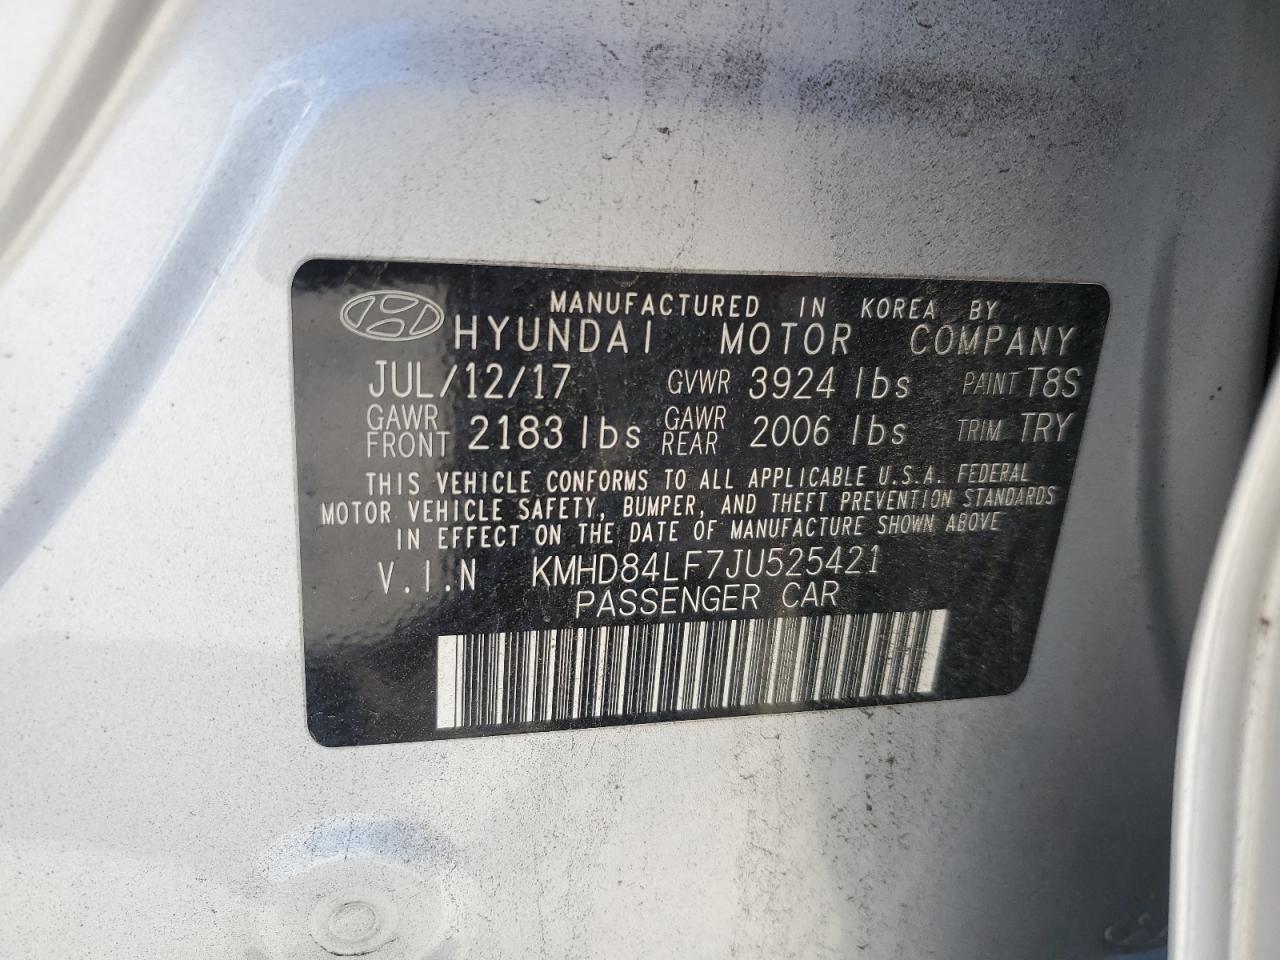 MANUFACTURED IN KOREA BY
HYUNDAI MOTOR COMPANY
JUL/12/17 GVWR 3924 lbs PAINT T8S
GAWR FRONT 2183 lbs GAWR REAR 2006 lbs TRIM TRY
THIS VEHICLE CONFORMS TO ALL APPLICABLE U.S.A. FEDERAL
MOTOR VEHICLE SAFETY, BUMPER, AND THEFT PREVENTION STANDARDS
IN EFFECT ON THE DATE OF MANUFACTURE SHOWN ABOVE
V.I.N KMHD84LF7JU525421
PASSENGER CAR